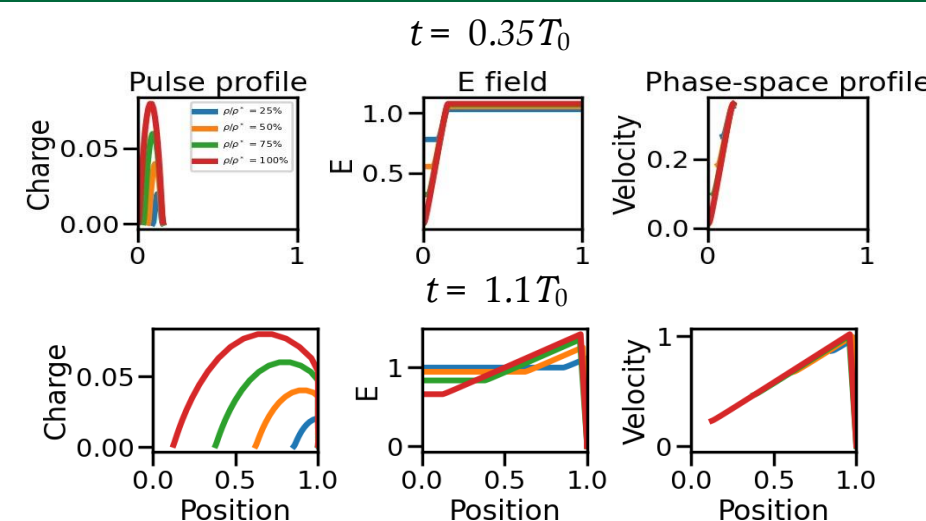 t = 0.35T₀
Pulse profile
E field
Phase-space profile
Charge
0.05
0.00
0
1
ρ/ρ* = 25%
ρ/ρ* = 50%
ρ/ρ* = 75%
ρ/ρ* = 100%
E
1.0
0.5
0
1
Velocity
0.2
0.0
0
1
t = 1.1T₀
Charge
0.05
0.00
0.0
0.5
1.0
Position
E
1
0
0.0
0.5
1.0
Position
Velocity
1
0
0.0
0.5
1.0
Position